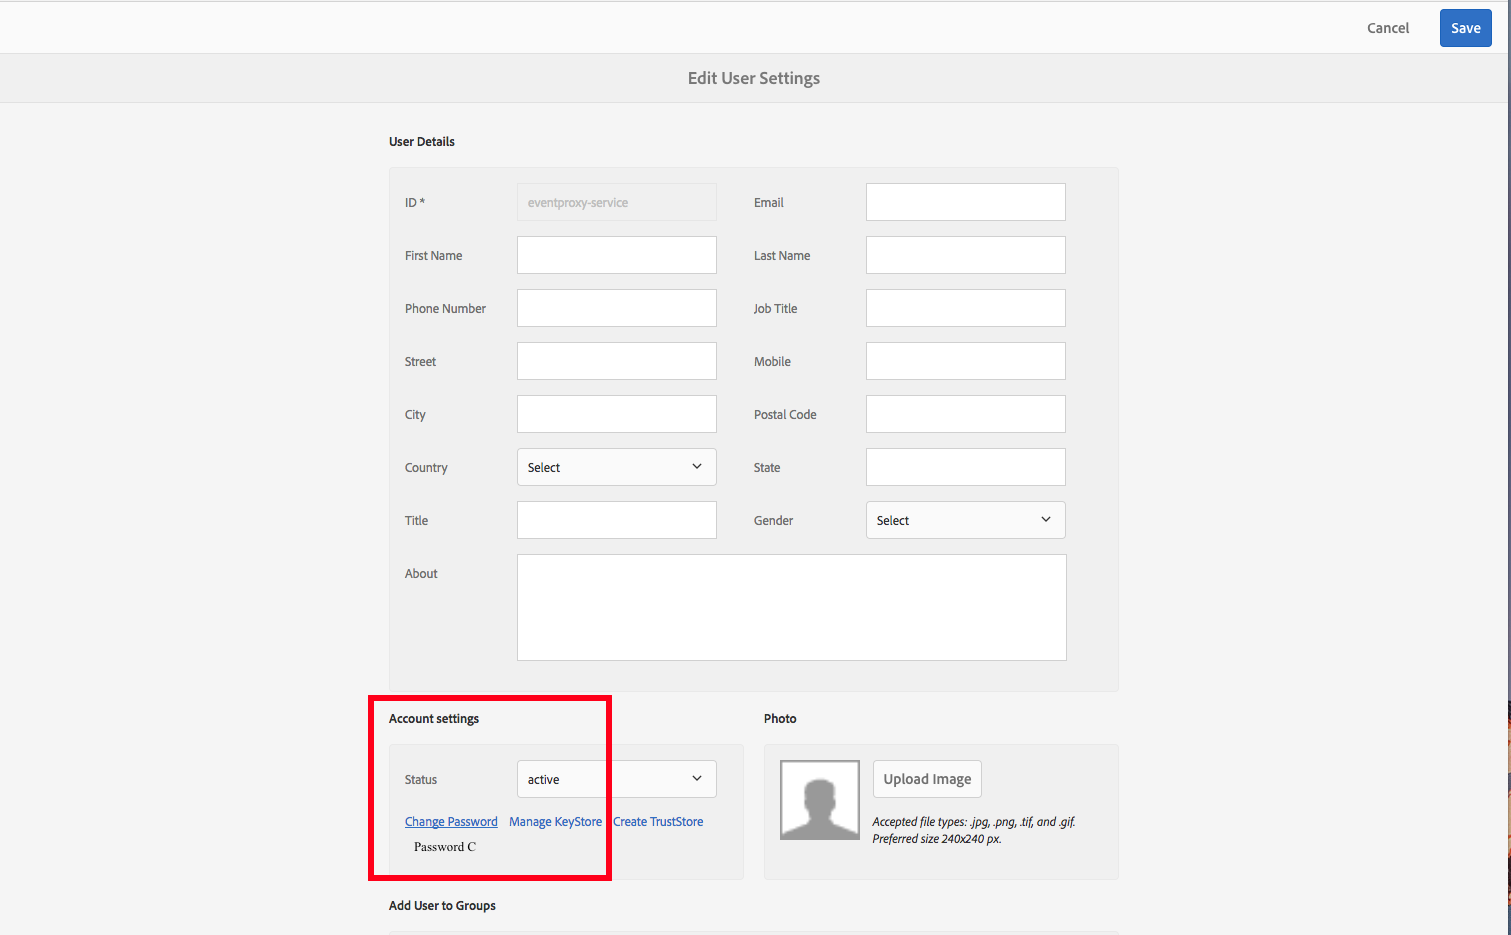 Cancel Save
Edit User Settings
User Details
ID * eventproxy-service Email
First Name Last Name
Phone Number Job Title
Street Mobile
City Postal Code
Country Select State
Title Gender Select
About
Account settings Photo
Status active Upload Image
Change Password Manage KeyStore Create TrustStore Accepted file types: .jpg, .png, .tif, and .gif.
Preferred size 240x240 px.
Password C
Add User to Groups